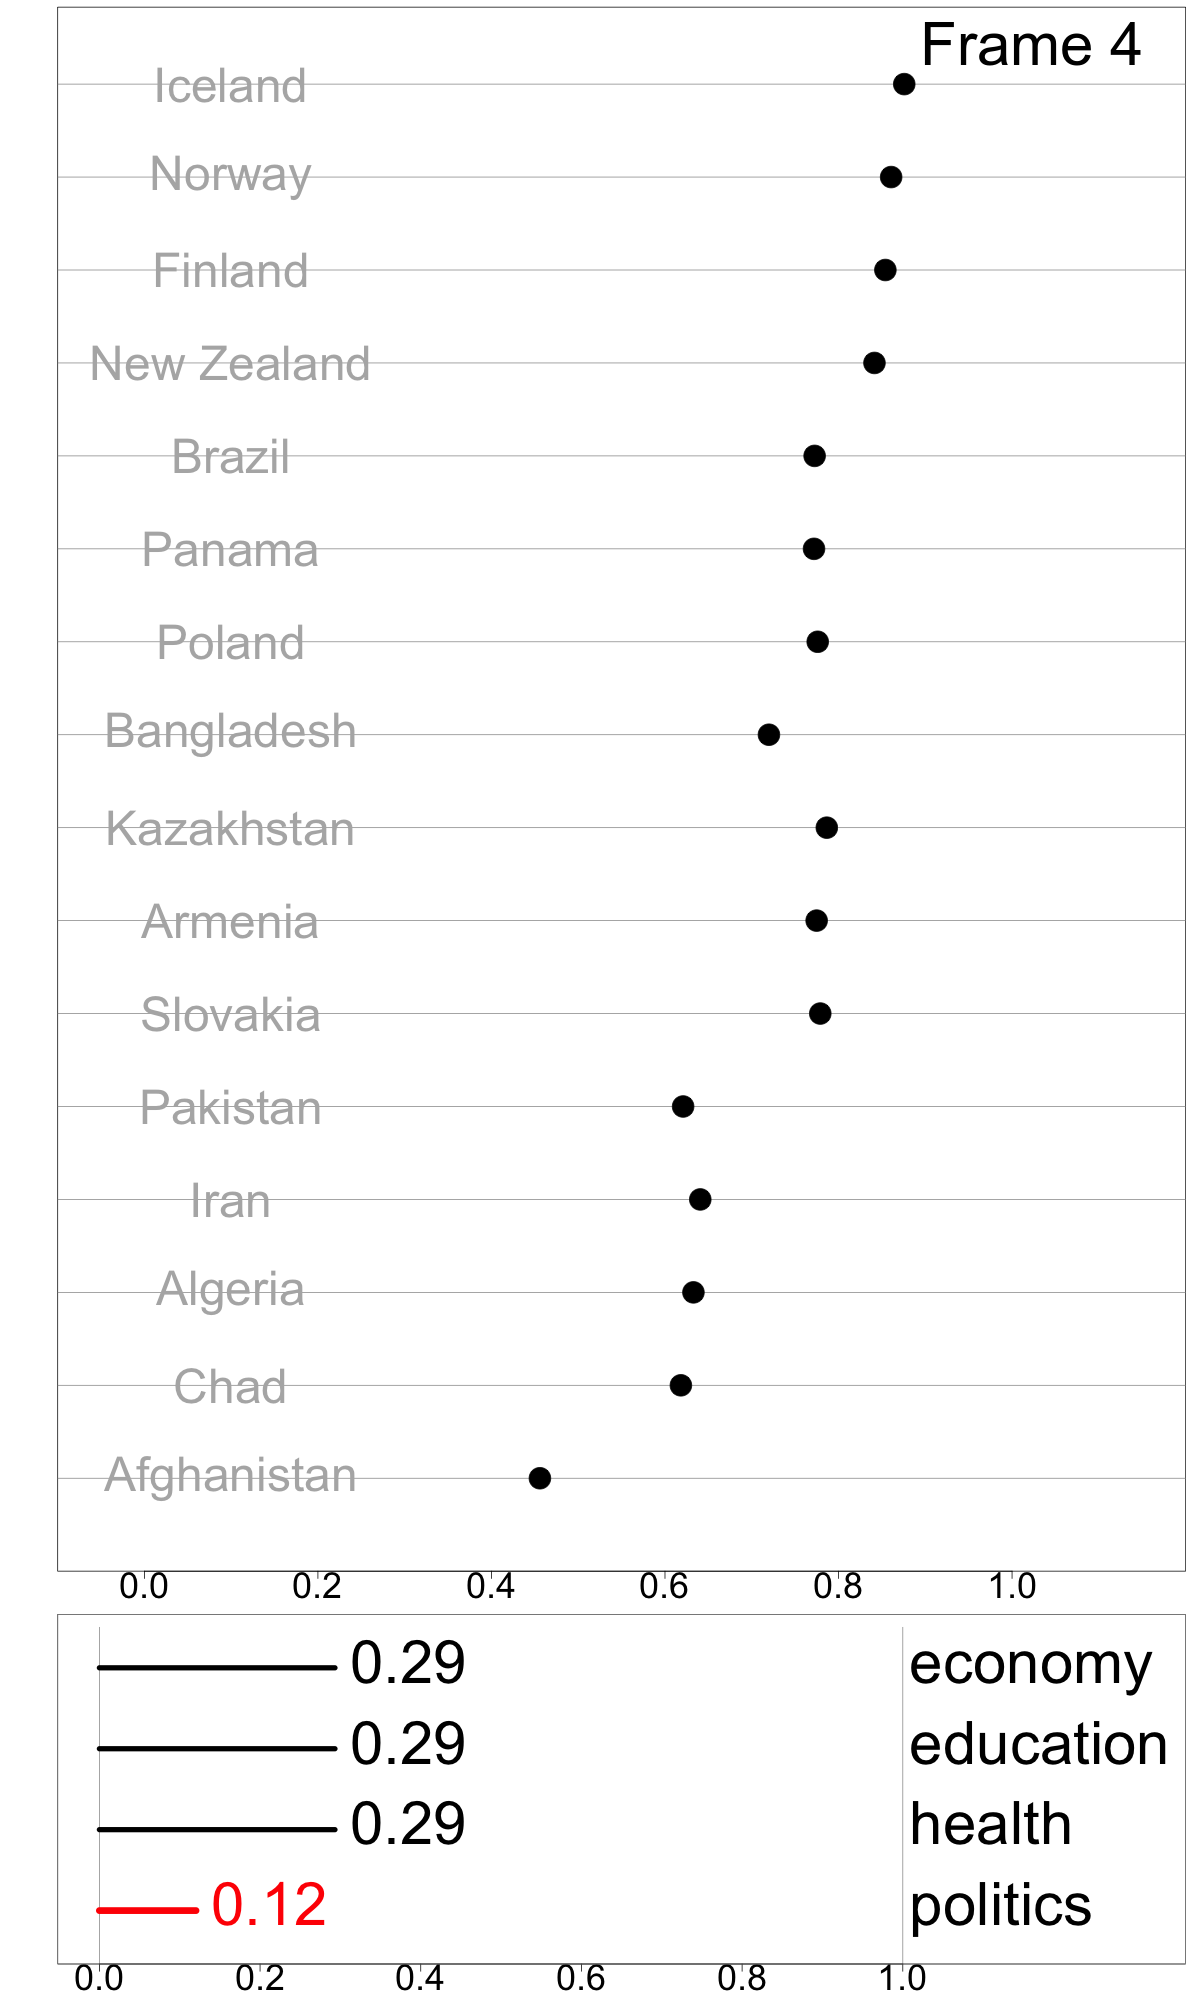 Frame 4
Iceland
Norway
Finland
New Zealand
Brazil
Panama
Poland
Bangladesh
Kazakhstan
Armenia
Slovakia
Pakistan
Iran
Algeria
Chad
Afghanistan
0.0 0.2 0.4 0.6 0.8 1.0
0.29 economy
0.29 education
0.29 health
0.12 politics
0.0 0.2 0.4 0.6 0.8 1.0